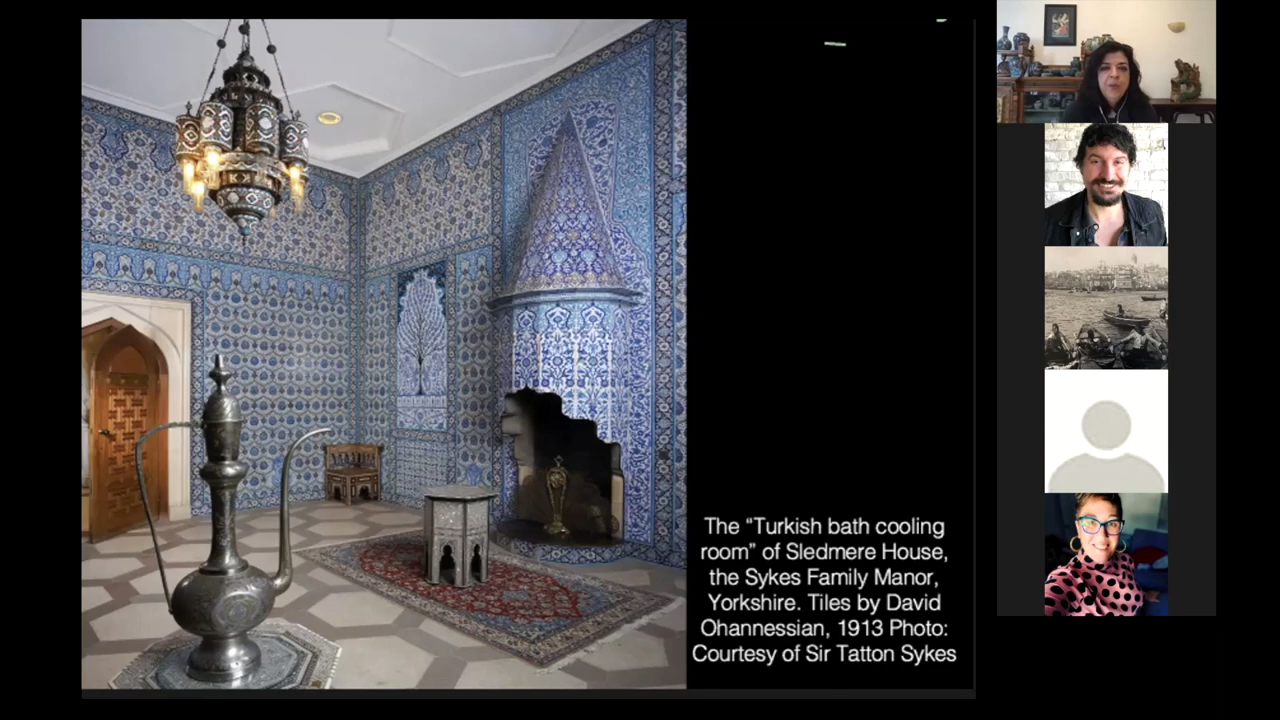 The “Turkish bath cooling
room” of Sledmere House,
the Sykes Family Manor,
Yorkshire. Tiles by David
Ohannessian, 1913 Photo:
Courtesy of Sir Tatton Sykes